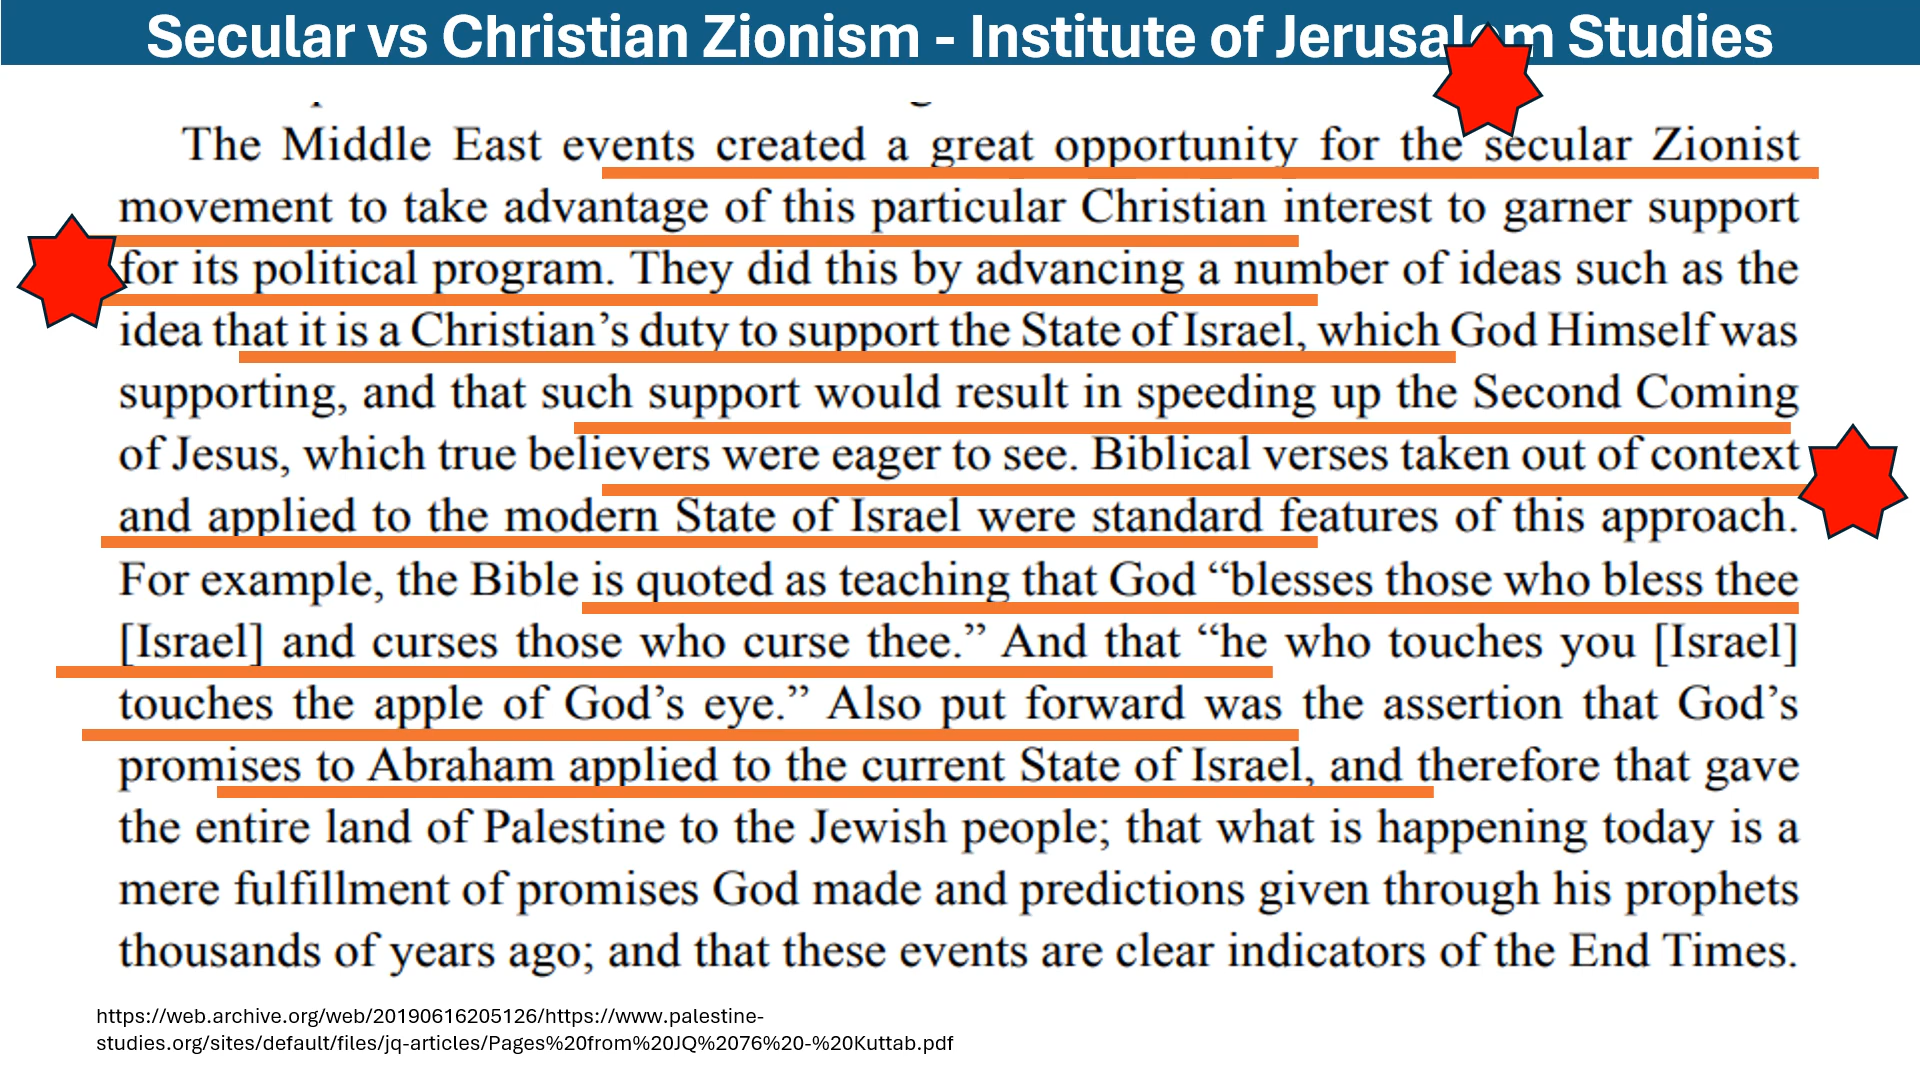 Secular vs Christian Zionism - Institute of Jerusalem Studies
The Middle East events created a great opportunity for the secular Zionist
movement to take advantage of this particular Christian interest to garner support
for its political program. They did this by advancing a number of ideas such as the
idea that it is a Christian’s duty to support the State of Israel, which God Himself was
supporting, and that such support would result in speeding up the Second Coming
of Jesus, which true believers were eager to see. Biblical verses taken out of context
and applied to the modern State of Israel were standard features of this approach.
For example, the Bible is quoted as teaching that God “blesses those who bless thee
[Israel] and curses those who curse thee.” And that “he who touches you [Israel]
touches the apple of God’s eye.” Also put forward was the assertion that God’s
promises to Abraham applied to the current State of Israel, and therefore that gave
the entire land of Palestine to the Jewish people; that what is happening today is a
mere fulfillment of promises God made and predictions given through his prophets
thousands of years ago; and that these events are clear indicators of the End Times.
https://web.archive.org/web/20190616205126/https://www.palestine-
studies.org/sites/default/files/jq-articles/Pages%20from%20JQ%2076%20-%20Kuttab.pdf